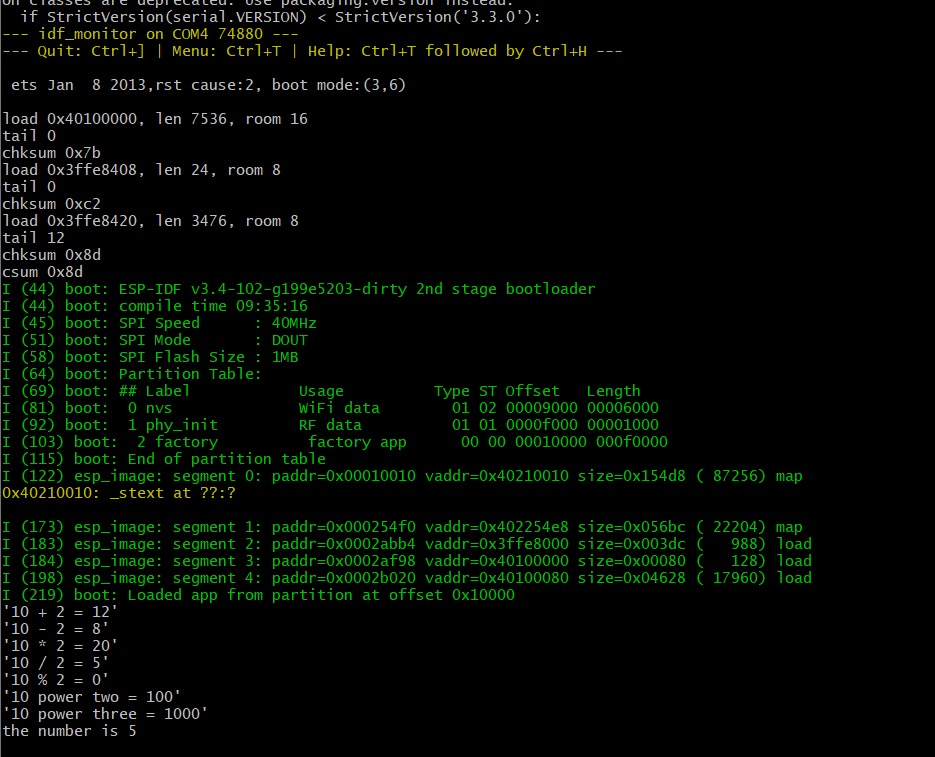 on classes are deprecated. Use packaging.version instead.
  if StrictVersion(serial.VERSION) < StrictVersion('3.3.0'):
--- idf_monitor on COM4 74880 ---
--- Quit: Ctrl+] | Menu: Ctrl+T | Help: Ctrl+T followed by Ctrl+H ---
 ets Jan  8 2013,rst cause:2, boot mode:(3,6)
load 0x40100000, len 7536, room 16
tail 0
chksum 0x7b
load 0x3ffe8408, len 24, room 8
tail 0
chksum 0xc2
load 0x3ffe8420, len 3476, room 8
tail 12
chksum 0x8d
csum 0x8d
I (44) boot: ESP-IDF v3.4-102-g199e5203-dirty 2nd stage bootloader
I (44) boot: compile time 09:35:16
I (45) boot: SPI Speed      : 40MHz
I (51) boot: SPI Mode       : DOUT
I (58) boot: SPI Flash Size : 1MB
I (64) boot: Partition Table:
I (69) boot: ## Label            Usage          Type ST Offset   Length
I (81) boot:  0 nvs              WiFi data        01 02 00009000 00006000
I (92) boot:  1 phy_init         RF data          01 01 0000f000 00001000
I (103) boot:  2 factory          factory app      00 00 00010000 000f0000
I (115) boot: End of partition table
I (122) esp_image: segment 0: paddr=0x00010010 vaddr=0x40210010 size=0x154d8 ( 87256) map
0x40210010: _stext at ??:?
I (173) esp_image: segment 1: paddr=0x000254f0 vaddr=0x402254e8 size=0x056bc ( 22204) map
I (183) esp_image: segment 2: paddr=0x0002abb4 vaddr=0x3ffe8000 size=0x003dc (   988) load
I (184) esp_image: segment 3: paddr=0x0002af98 vaddr=0x40100000 size=0x00080 (   128) load
I (198) esp_image: segment 4: paddr=0x0002b020 vaddr=0x40100080 size=0x04628 ( 17960) load
I (219) boot: Loaded app from partition at offset 0x10000
'10 + 2 = 12'
'10 - 2 = 8'
'10 * 2 = 20'
'10 / 2 = 5'
'10 % 2 = 0'
'10 power two = 100'
'10 power three = 1000'
the number is 5